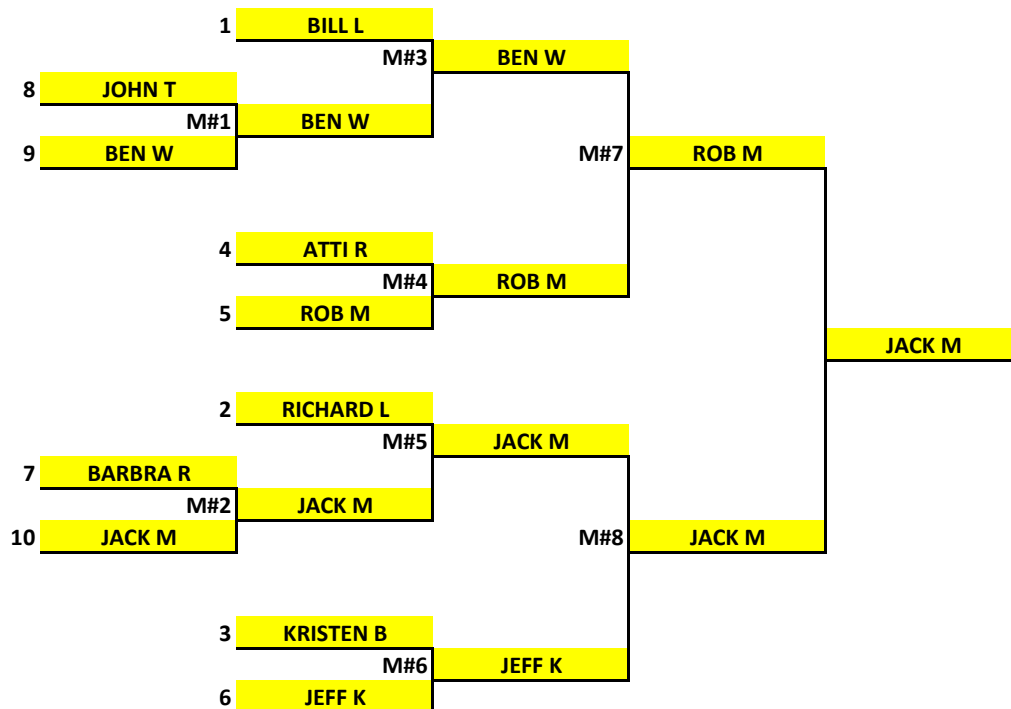 1 BILL L
M#3 BEN W
8 JOHN T
M#1 BEN W
9 BEN W
M#7 ROB M
4 ATTI R
M#4 ROB M
5 ROB M
JACK M
2 RICHARD L
M#5 JACK M
7 BARBRA R
M#2 JACK M
10 JACK M
M#8 JACK M
3 KRISTEN B
M#6 JEFF K
6 JEFF K